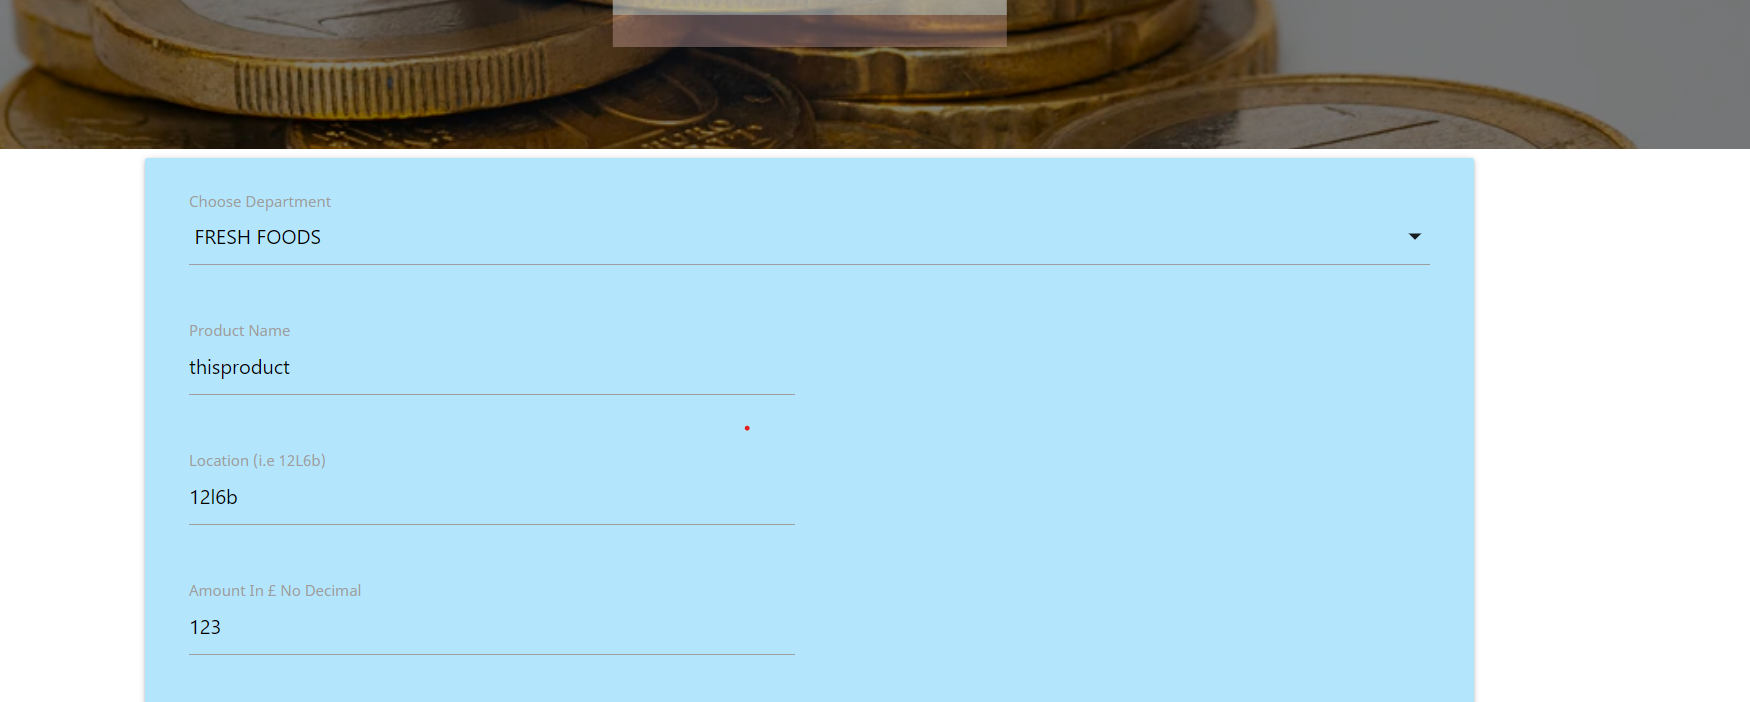 Choose Department
FRESH FOODS
Product Name
thisproduct
Location (i.e 12L6b)
12l6b
Amount In £ No Decimal
123